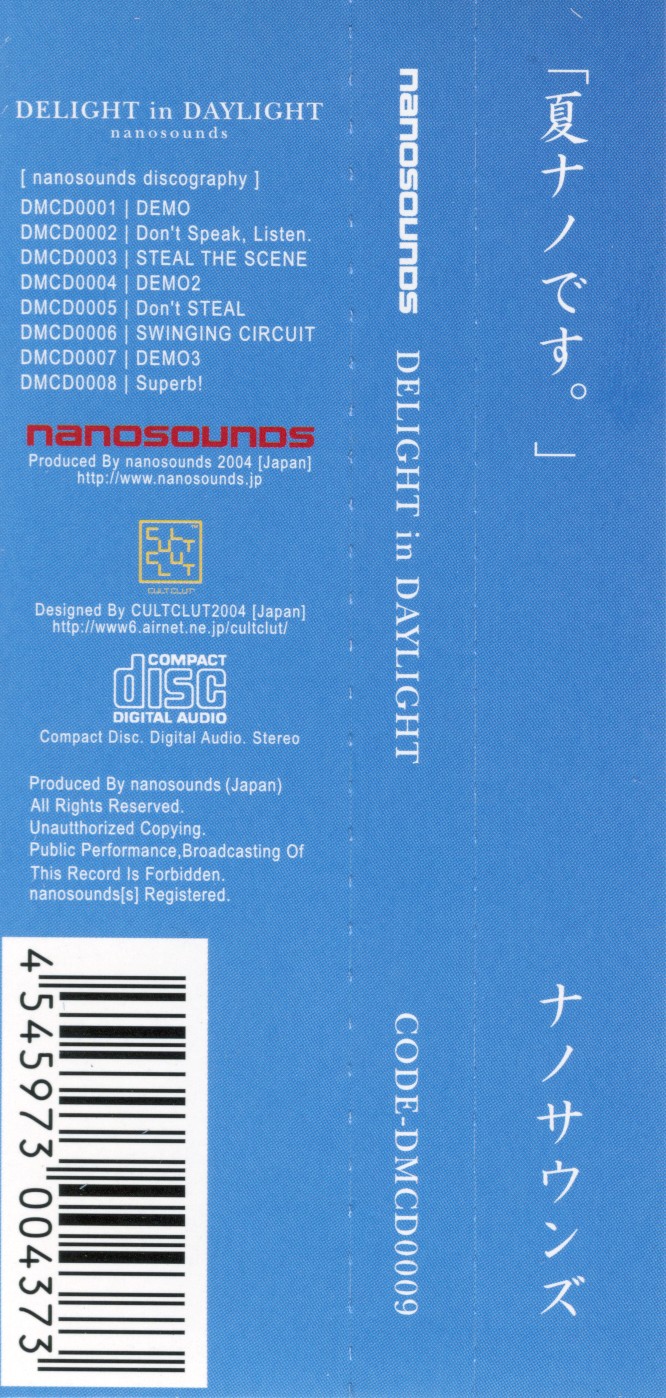 DELIGHT in DAYLIGHT
nanosounds
[ nanosounds discography ]
DMCD0001 | DEMO
DMCD0002 | Don't Speak, Listen.
DMCD0003 | STEAL THE SCENE
DMCD0004 | DEMO2
DMCD0005 | Don't STEAL
DMCD0006 | SWINGING CIRCUIT
DMCD0007 | DEMO3
DMCD0008 | Superb!
nanosounds
Produced By nanosounds 2004 [Japan]
http://www.nanosounds.jp
CULT CLUT
CULTCLUT
Designed By CULTCLUT2004 [Japan]
http://www6.airnet.ne.jp/cultclut/
COMPACT
disc
DIGITAL AUDIO
Compact Disc. Digital Audio. Stereo
Produced By nanosounds (Japan)
All Rights Reserved.
Unautthorized Copying.
Public Performance,Broadcasting Of
This Record Is Forbidden.
nanosounds[s] Registered.
4 545973 004373
nanosounds DELIGHT in DAYLIGHT CODE-DMCD0009
「夏ナノです。」
ナノサウンズ